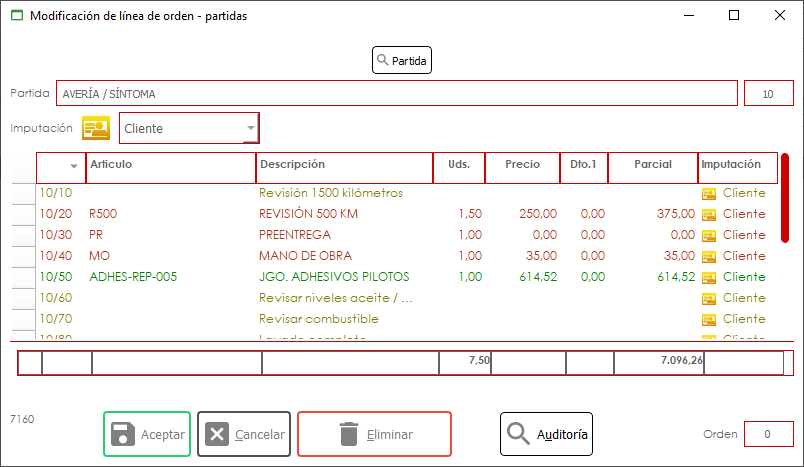 Modificación de línea de orden - partidas
Partida
Partida AVERÍA / SÍNTOMA 10
Imputación Cliente
Articulo Descripción Uds. Precio Dto.1 Parcial Imputación
10/10 Revisión 1500 kilómetros Cliente
10/20 R500 REVISIÓN 500 KM 1,50 250,00 0,00 375,00 Cliente
10/30 PR PREENTREGA 1,00 0,00 0,00 0,00 Cliente
10/40 MO MANO DE OBRA 1,00 35,00 0,00 35,00 Cliente
10/50 ADHES-REP-005 JGO. ADHESIVOS PILOTOS 1,00 614,52 0,00 614,52 Cliente
10/60 Revisar niveles aceite / ... Cliente
10/70 Revisar combustible Cliente
10/80 Lavado completo Cliente
7,50 7.096,26
7160 Aceptar Cancelar Eliminar Auditoría Orden 0